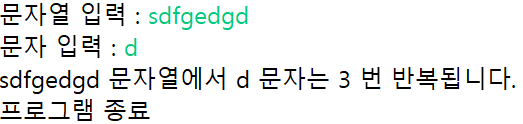 문자열 입력 : sdfgedgd
문자 입력 : d
sdfgedgd 문자열에서 d 문자는 3 번 반복됩니다.
프로그램 종료